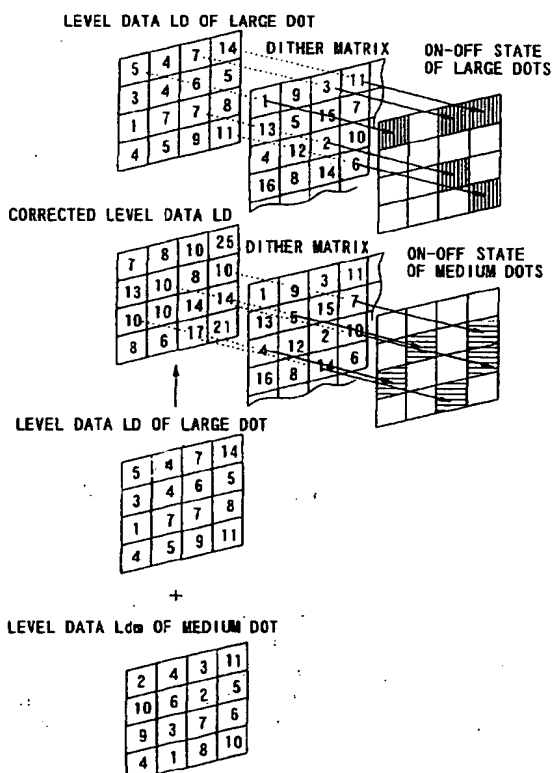 LEVEL DATA LD OF LARGE DOT
5 4 7 14
3 4 6 5
1 7 7 8
4 5 9 11
DITHER MATRIX
1 9 3 11
13 5 15 7
4 12 2 10
16 8 14 6
ON-OFF STATE
OF LARGE DOTS
CORRECTED LEVEL DATA LD
7 8 10 25
13 10 8 10
10 10 14 14
8 6 17 21
DITHER MATRIX
1 9 3 11
13 5 15 7
4 12 2 10
16 8 14 6
ON-OFF STATE
OF MEDIUM DOTS
LEVEL DATA LD OF LARGE DOT
5 4 7 14
3 4 6 5
1 7 7 8
4 5 9 11
+
LEVEL DATA Ldm OF MEDIUM DOT
2 4 3 11
10 6 2 5
9 3 7 6
4 1 8 10